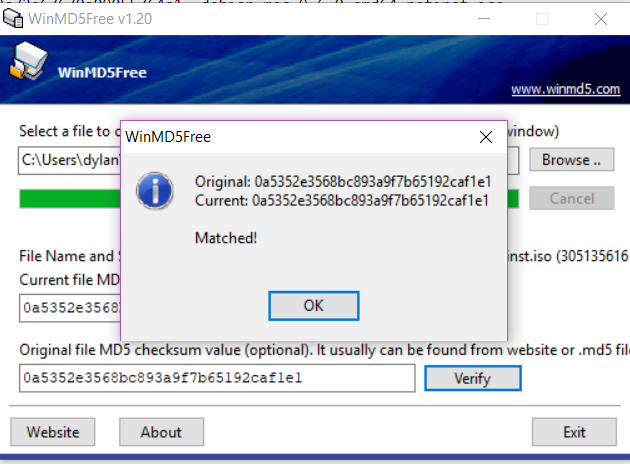 WinMD5Free v1.20
WinMD5Free
www.winmd5.com
Select a file to
window)
C:\Users\dylan
Browse ..
Cancel
WinMD5Free
Original: 0a5352e3568bc893a9f7b65192caf1e1
Current: 0a5352e3568bc893a9f7b65192caf1e1
Matched!
OK
File Name and
inst.iso (305135616
Current file MD
0a5352e3568
Original file MD5 checksum value (optional). It usually can be found from website or .md5 file
0a5352e3568bc893a9f7b65192caf1e1
Verify
Website
About
Exit